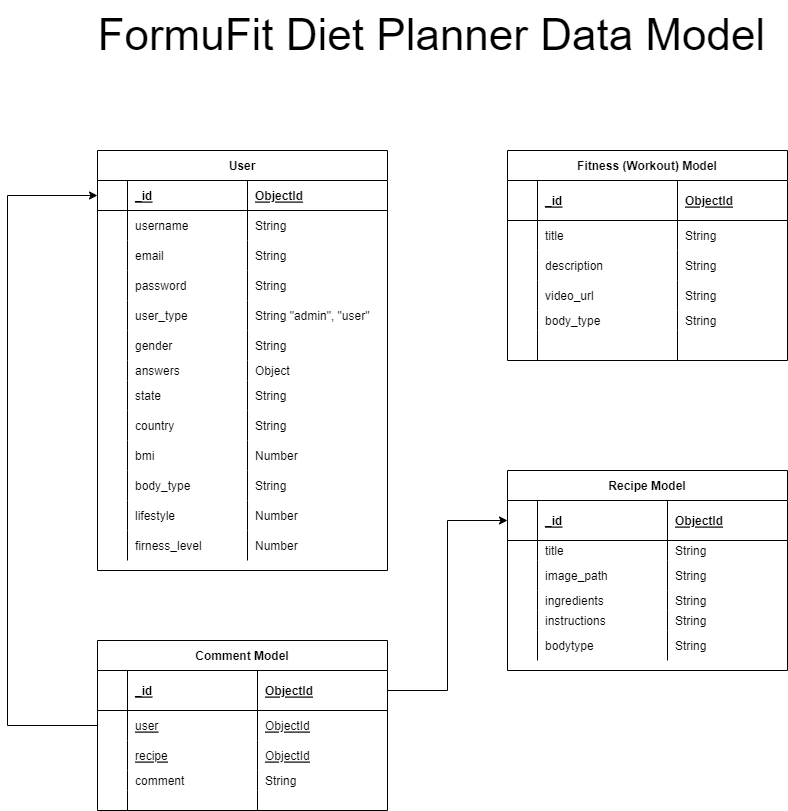 FormuFit Diet Planner Data Model
User
_id ObjectId
username String
email String
password String
user_type String "admin", "user"
gender String
answers Object
state String
country String
bmi Number
body_type String
lifestyle Number
firness_level Number
Fitness (Workout) Model
_id ObjectId
title String
description String
video_url String
body_type String
Recipe Model
_id ObjectId
title String
image_path String
ingredients String
instructions String
bodytype String
Comment Model
_id ObjectId
user ObjectId
recipe ObjectId
comment String